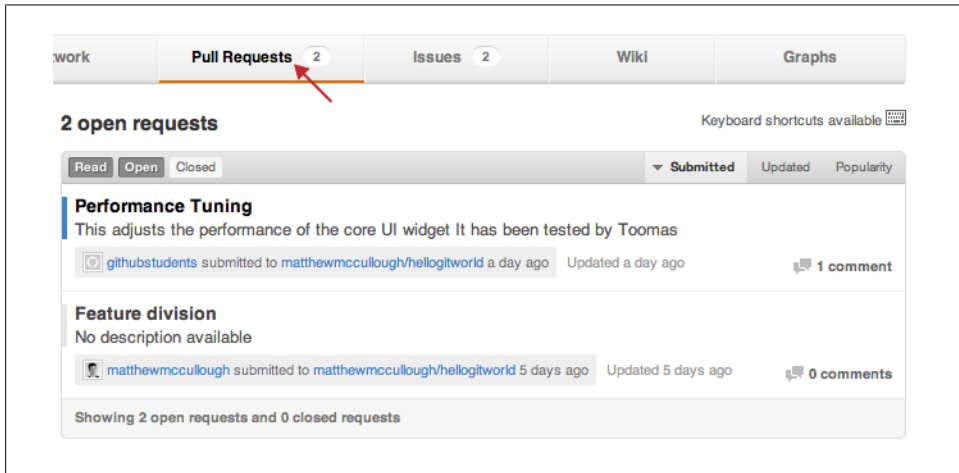 work Pull Requests 2 Issues 2 Wiki Graphs
2 open requests Keyboard shortcuts available
Read Open Closed Submitted Updated Popularity
Performance Tuning
This adjusts the performance of the core UI widget It has been tested by Toomas
githubstudents submitted to matthewmccullough/hellogitworld a day ago Updated a day ago 1 comment
Feature division
No description available
matthewmccullough submitted to matthewmccullough/hellogitworld 5 days ago Updated 5 days ago 0 comments
Showing 2 open requests and 0 closed requests